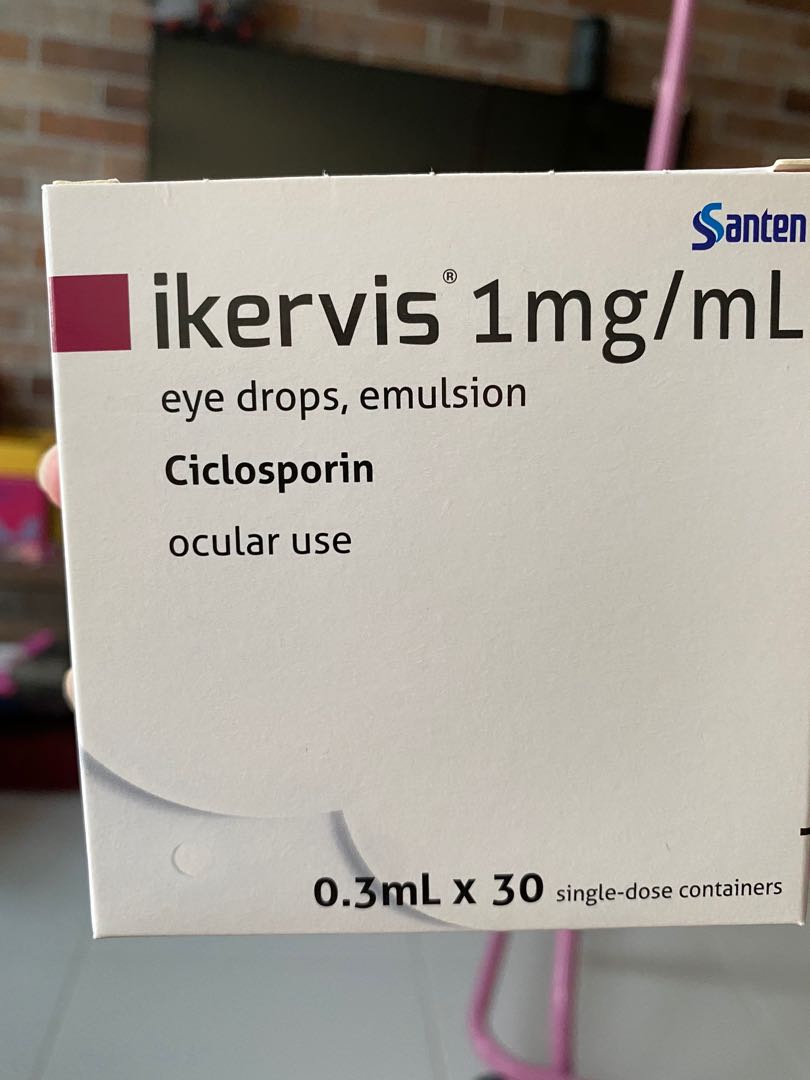 Santen
ikervis® 1mg/mL
eye drops, emulsion
Ciclosporin
ocular use
0.3mL x 30 single-dose containers